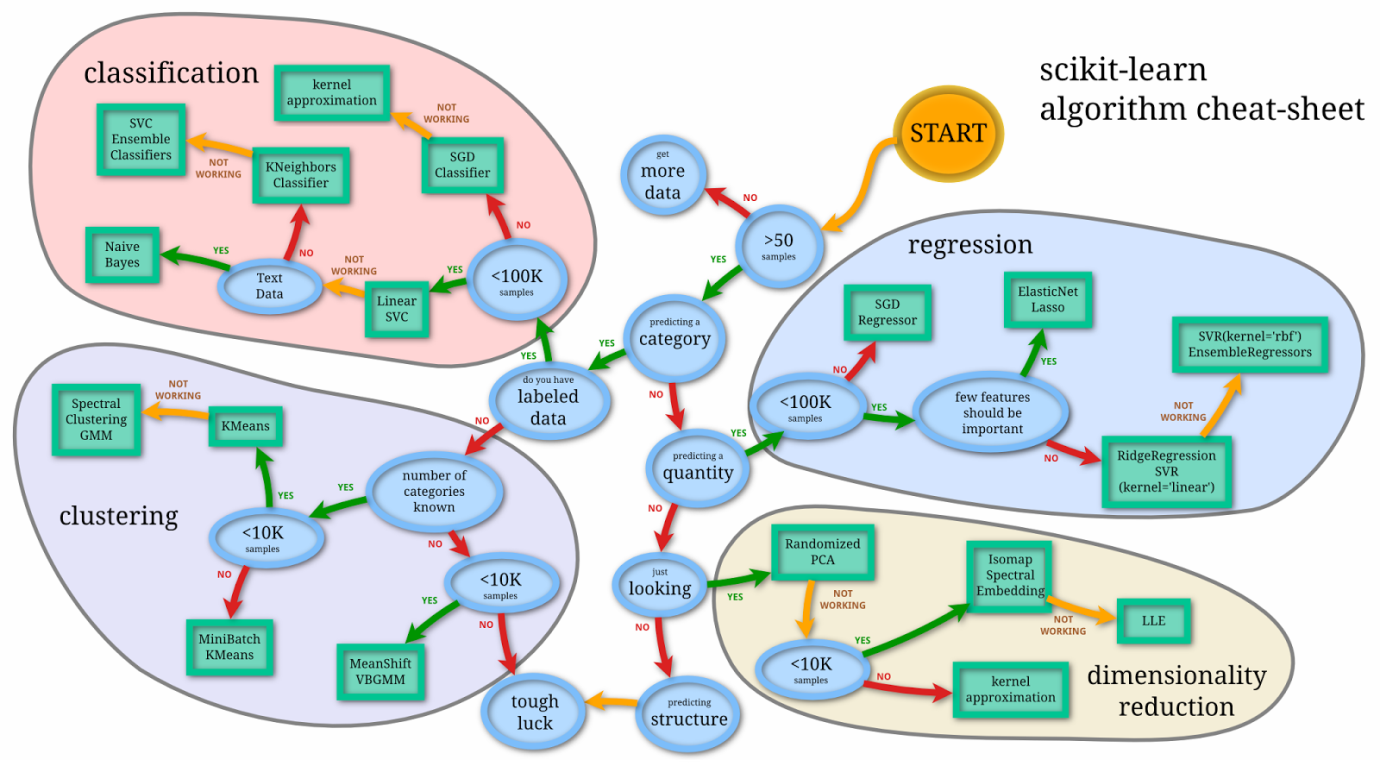 scikit-learn
algorithm cheat-sheet
START
classification
kernel
approximation
NOT
WORKING
SVC
Ensemble
Classifiers
NOT
WORKING
KNeighbors
Classifier
SGD
Classifier
NO
Naive
Bayes
YES
NO
Text
Data
NOT
WORKING
Linear
SVC
YES
<100K
samples
YES
get
more
data
NO
>50
samples
YES
predicting a
category
YES
NO
do you have
labeled
data
NO
predicting a
quantity
YES
NO
just
looking
YES
NO
predicting
structure
tough
luck
regression
SGD
Regressor
NO
<100K
samples
YES
ElasticNet
Lasso
YES
few features
should be
important
NO
SVR(kernel='rbf')
EnsembleRegressors
NOT
WORKING
RidgeRegression
SVR
(kernel='linear')
clustering
Spectral
Clustering
GMM
NOT
WORKING
KMeans
YES
<10K
samples
NO
MiniBatch
KMeans
YES
number of
categories
known
NO
<10K
samples
YES
NO
MeanShift
VBGMM
Randomized
PCA
NOT
WORKING
<10K
samples
YES
NO
Isomap
Spectral
Embedding
NOT
WORKING
LLE
kernel
approximation
dimensionality
reduction